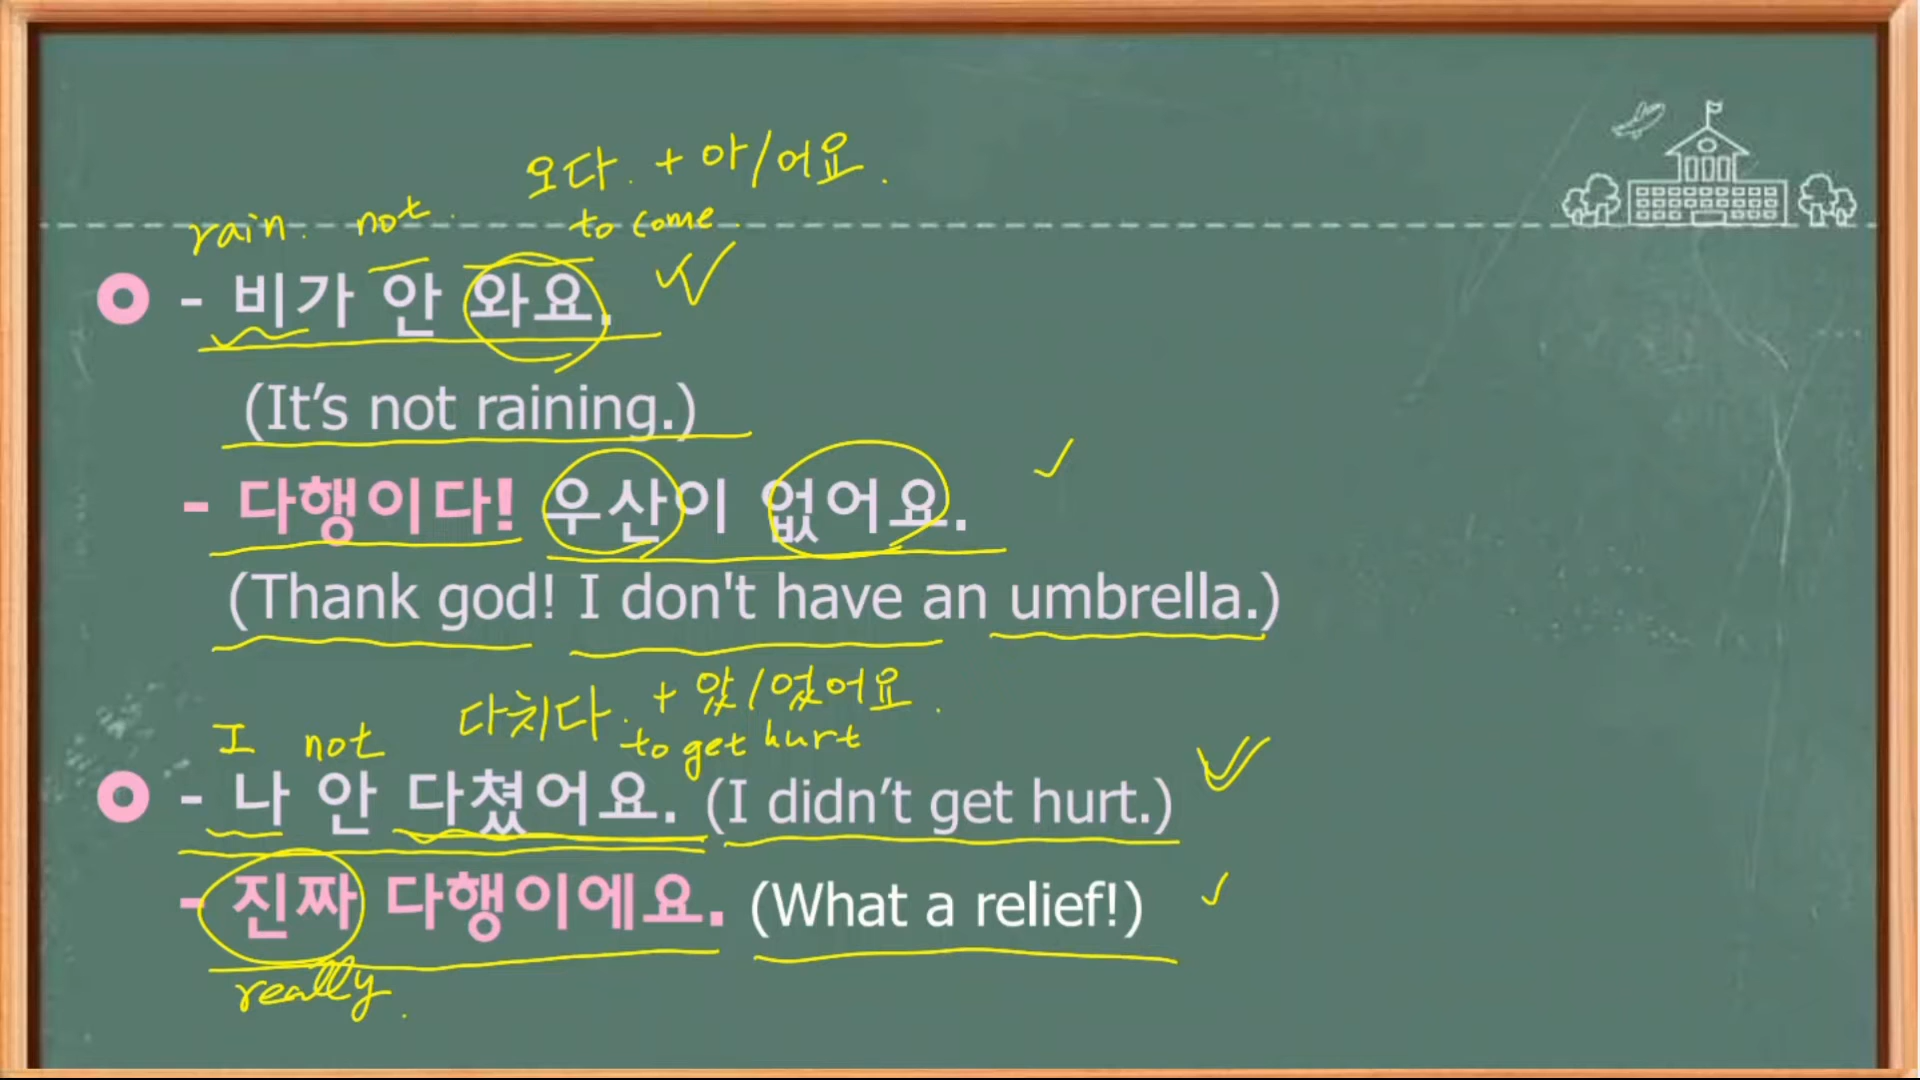 오다. + 아/어요.
rain. not. to come.
- 비가 안 와요.
(It's not raining.)
- 다행이다! 우산이 없어요.
(Thank god! I don't have an umbrella.)
다치다. + 았/었어요.
I not to get hurt
- 나 안 다쳤어요. (I didn't get hurt.)
- 진짜 다행이에요. (What a relief!)
really.